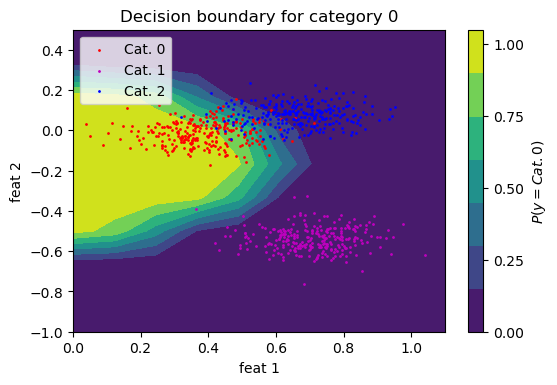 Decision boundary for category 0
Cat. 0
Cat. 1
Cat. 2
feat 2
0.4
0.2
0.0
−0.2
−0.4
−0.6
−0.8
−1.0
0.0
0.2
0.4
0.6
0.8
1.0
feat 1
1.00
0.75
0.50
0.25
0.00
P(y = Cat. 0)